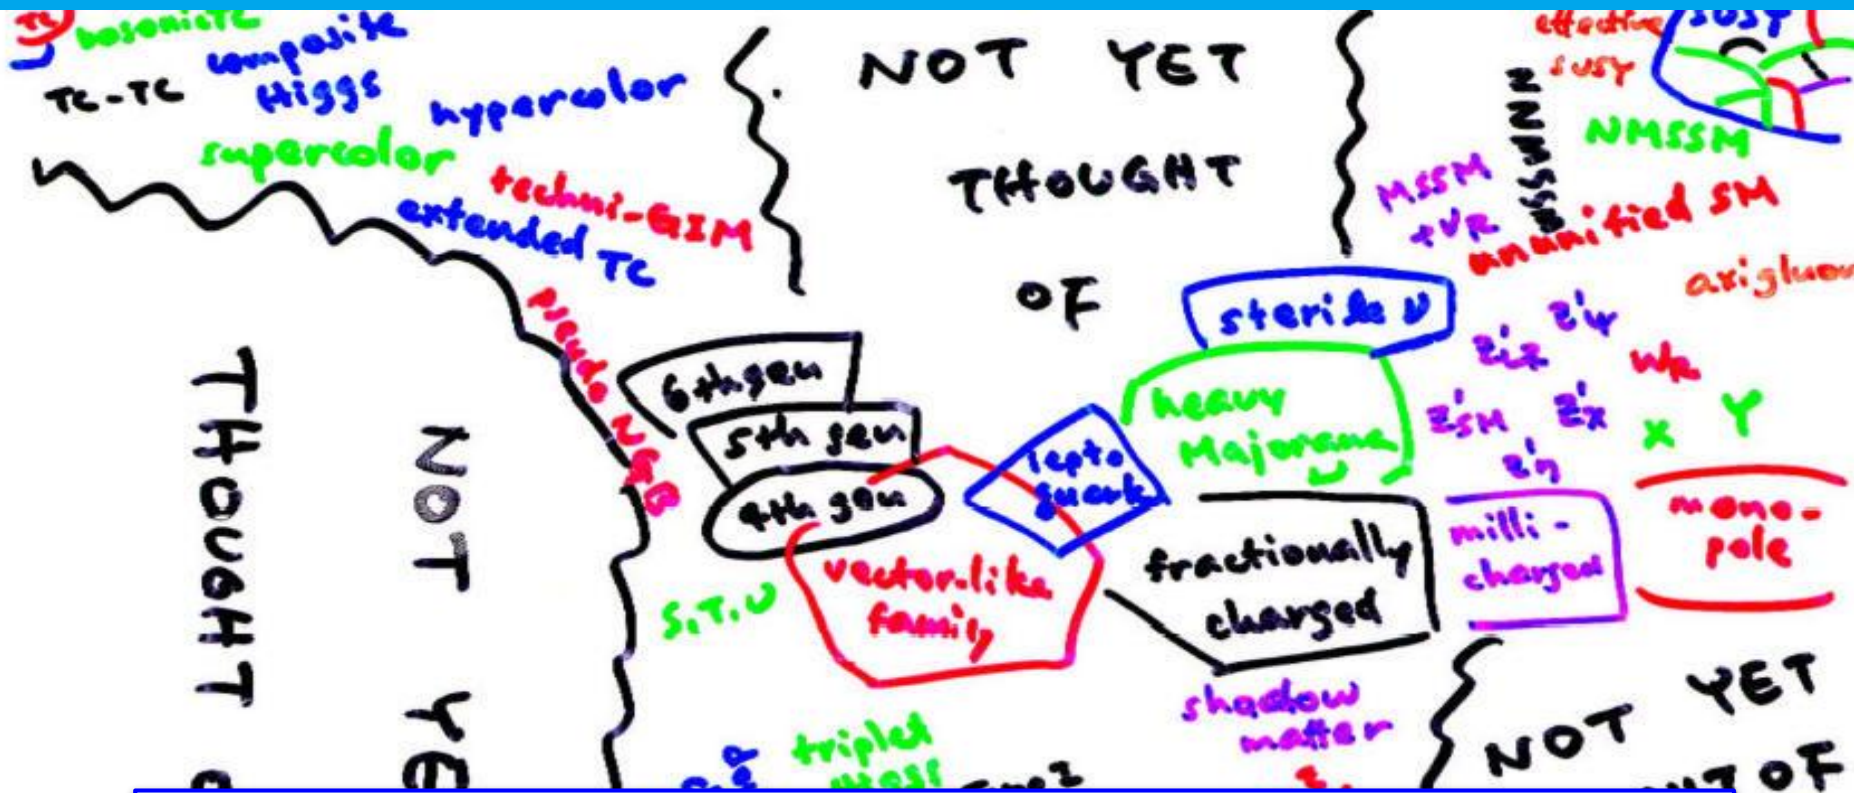 TC
bosonic TC
composite
Higgs
TC-TC
hypercolor
supercolor
techni-GIM
extended TC
pseudo NGB
NOT YET
THOUGHT
OF
effective
SUSY
SUSY
NMSSM
MSSM
+νR
ununified SM
axigluon
sterile ν
Z'ψ
Z'LR
WR
Z'SM
Z'χ
Z'η
X
Y
6th gen
5th gen
4th gen
lepto
quark
heavy
Majorana
ν
fractionally
charged
milli-
charged
mono-
pole
vector-like
family
S,T,U
THOUGHT
NOT YE
shadow
matter
triplet
NOT YET
OF